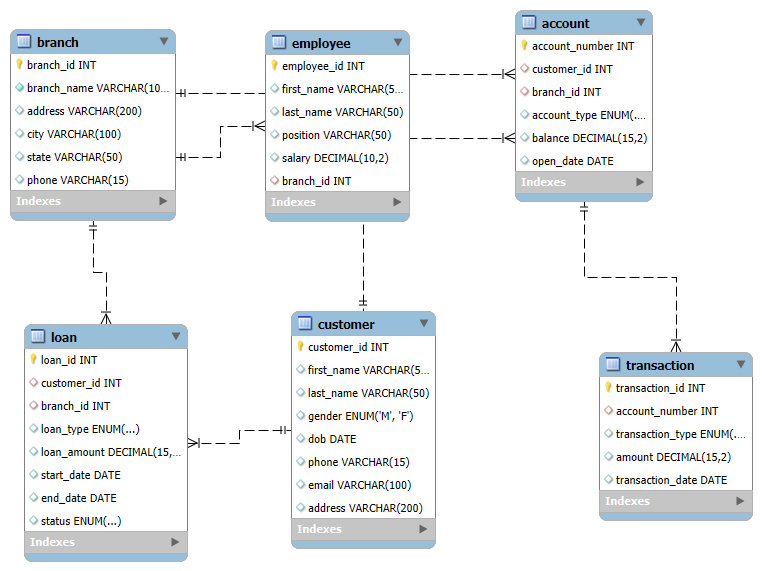 branch
branch_id INT
branch_name VARCHAR(10...
address VARCHAR(200)
city VARCHAR(100)
state VARCHAR(50)
phone VARCHAR(15)
Indexes
employee
employee_id INT
first_name VARCHAR(5...
last_name VARCHAR(50)
position VARCHAR(50)
salary DECIMAL(10,2)
branch_id INT
Indexes
account
account_number INT
customer_id INT
branch_id INT
account_type ENUM(...
balance DECIMAL(15,2)
open_date DATE
Indexes
loan
loan_id INT
customer_id INT
branch_id INT
loan_type ENUM(...)
loan_amount DECIMAL(15,...
start_date DATE
end_date DATE
status ENUM(...)
Indexes
customer
customer_id INT
first_name VARCHAR(5...
last_name VARCHAR(50)
gender ENUM('M', 'F')
dob DATE
phone VARCHAR(15)
email VARCHAR(100)
address VARCHAR(200)
Indexes
transaction
transaction_id INT
account_number INT
transaction_type ENUM(...
amount DECIMAL(15,2)
transaction_date DATE
Indexes